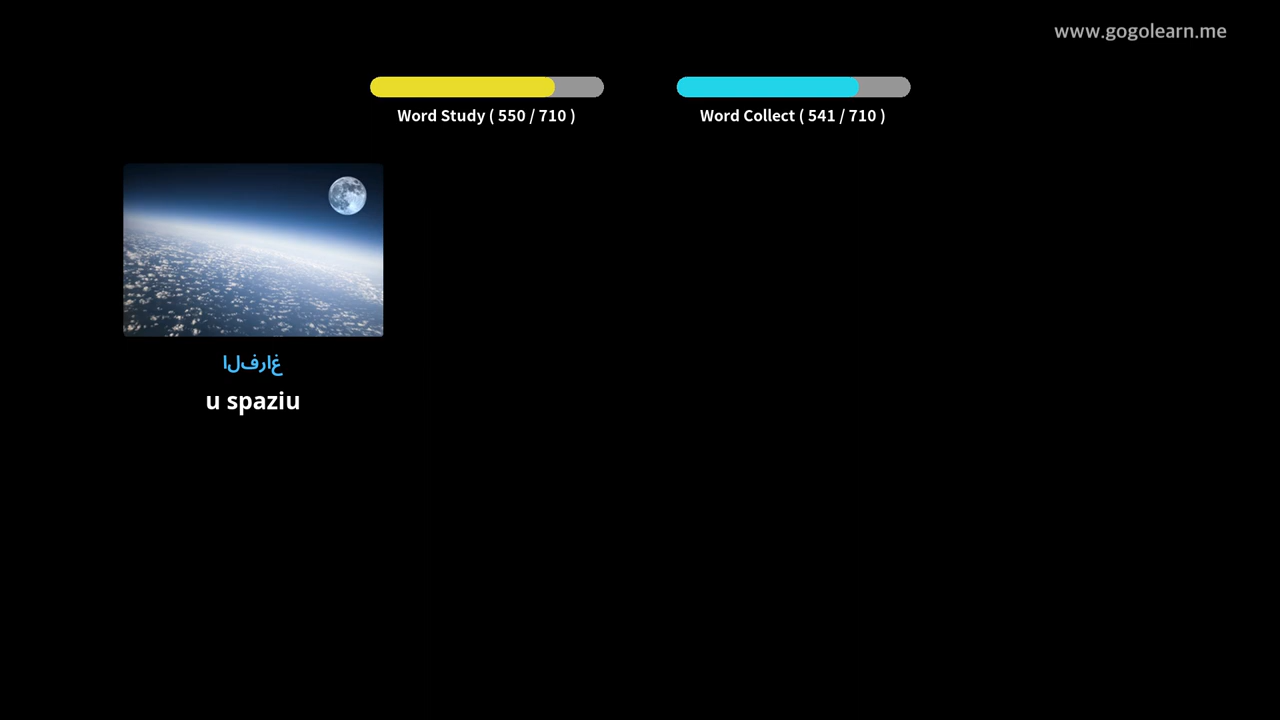 www.gogolearn.me
Word Study ( 550 / 710 )
Word Collect ( 541 / 710 )
الفراغ
u spaziu